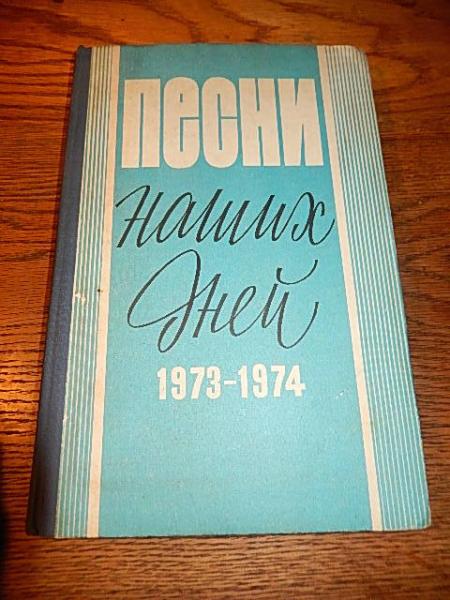 песни
наших
дней
1973-1974